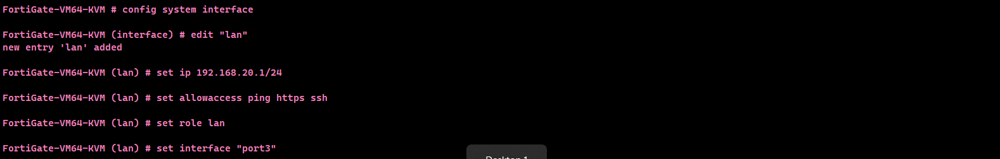 FortiGate-VM64-KVM # config system interface
FortiGate-VM64-KVM (interface) # edit "lan"
new entry 'lan' added
FortiGate-VM64-KVM (lan) # set ip 192.168.20.1/24
FortiGate-VM64-KVM (lan) # set allowaccess ping https ssh
FortiGate-VM64-KVM (lan) # set role lan
FortiGate-VM64-KVM (lan) # set interface "port3"
Desktop 1